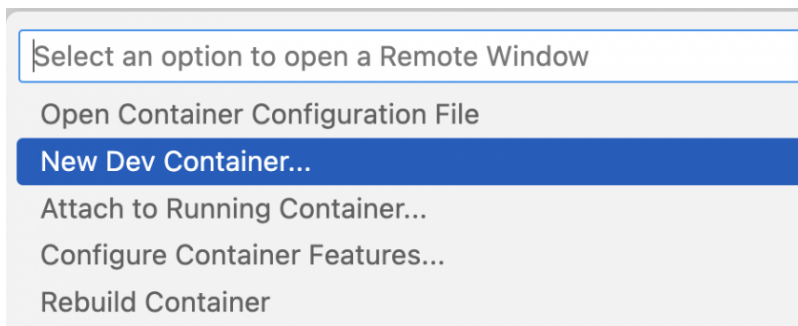 Select an option to open a Remote Window
Open Container Configuration File
New Dev Container...
Attach to Running Container...
Configure Container Features...
Rebuild Container